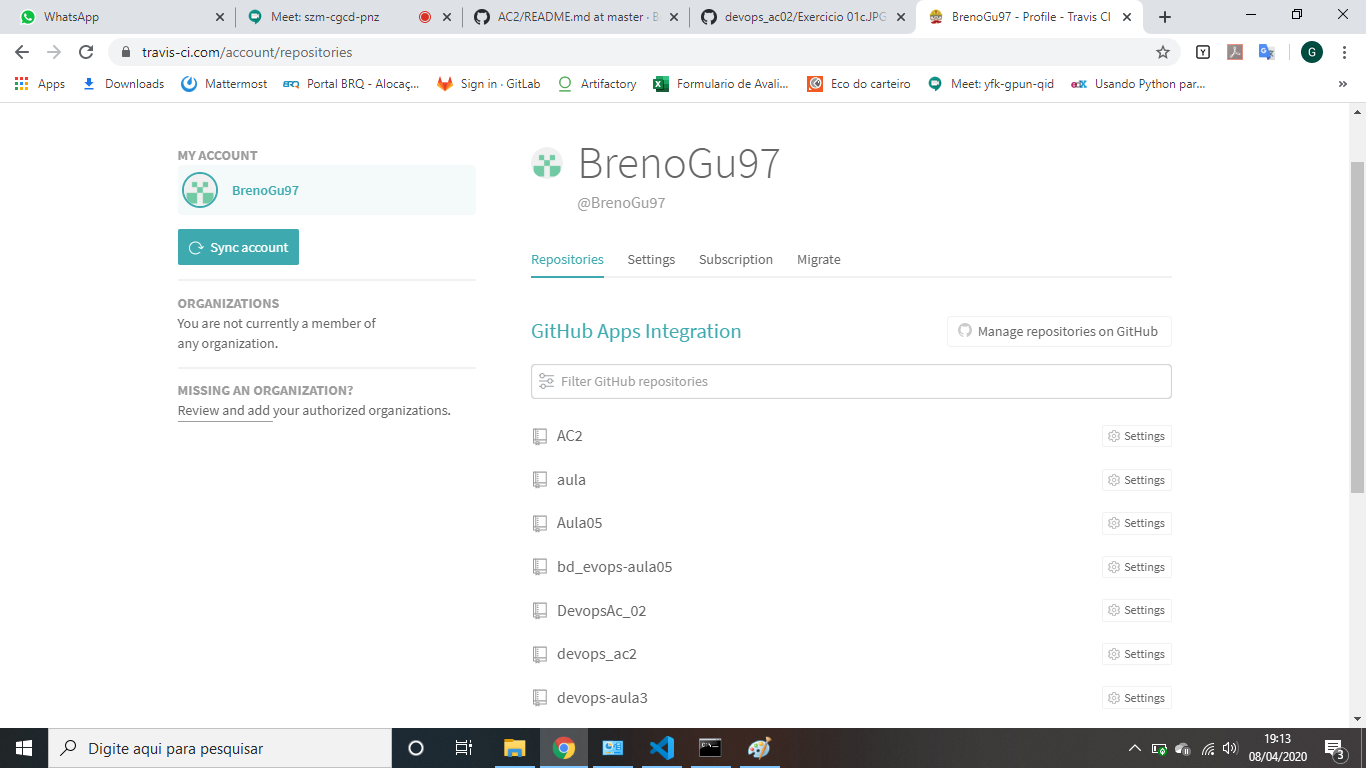 WhatsApp
Meet: szm-cgcd-pnz
AC2/README.md at master · B
devops_ac02/Exercicio 01c.JPG
BrenoGu97 - Profile - Travis CI
travis-ci.com/account/repositories
G
Apps
Downloads
Mattermost
BRQ
Portal BRQ - Alocaç...
Sign in · GitLab
Artifactory
Formulario de Avali...
Eco do carteiro
Meet: yfk-gpun-qid
edX
Usando Python par...
»
MY ACCOUNT
BrenoGu97
Sync account
ORGANIZATIONS
You are not currently a member of
any organization.
MISSING AN ORGANIZATION?
Review and add your authorized organizations.
BrenoGu97
@BrenoGu97
Repositories Settings Subscription Migrate
GitHub Apps Integration
Manage repositories on GitHub
Filter GitHub repositories
AC2 Settings
aula Settings
Aula05 Settings
bd_evops-aula05 Settings
DevopsAc_02 Settings
devops_ac2 Settings
devops-aula3 Settings
Digite aqui para pesquisar
19:13
08/04/2020
3